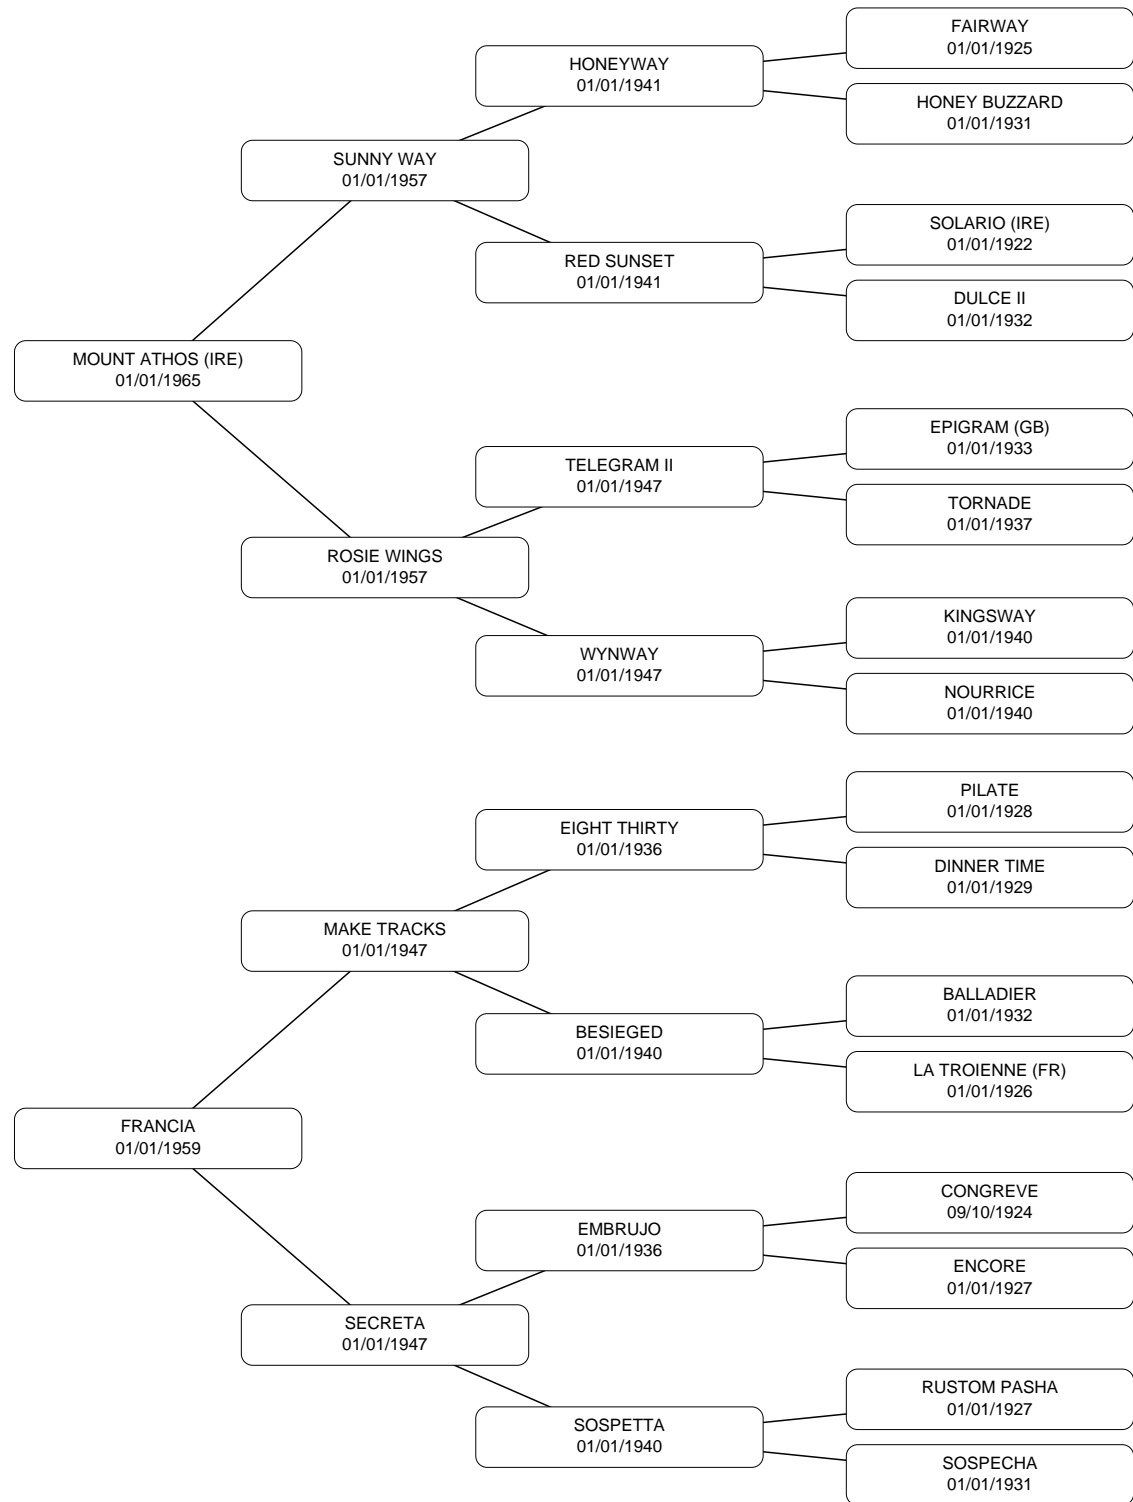 FAIRWAY
01/01/1925
HONEYWAY
01/01/1941
HONEY BUZZARD
01/01/1931
SUNNY WAY
01/01/1957
SOLARIO (IRE)
01/01/1922
RED SUNSET
01/01/1941
DULCE II
01/01/1932
MOUNT ATHOS (IRE)
01/01/1965
EPIGRAM (GB)
01/01/1933
TELEGRAM II
01/01/1947
TORNADE
01/01/1937
ROSIE WINGS
01/01/1957
KINGSWAY
01/01/1940
WYNWAY
01/01/1947
NOURRICE
01/01/1940
PILATE
01/01/1928
EIGHT THIRTY
01/01/1936
DINNER TIME
01/01/1929
MAKE TRACKS
01/01/1947
BALLADIER
01/01/1932
BESIEGED
01/01/1940
LA TROIENNE (FR)
01/01/1926
FRANCIA
01/01/1959
CONGREVE
09/10/1924
EMBRUJO
01/01/1936
ENCORE
01/01/1927
SECRETA
01/01/1947
RUSTOM PASHA
01/01/1927
SOSPETTA
01/01/1940
SOSPECHA
01/01/1931